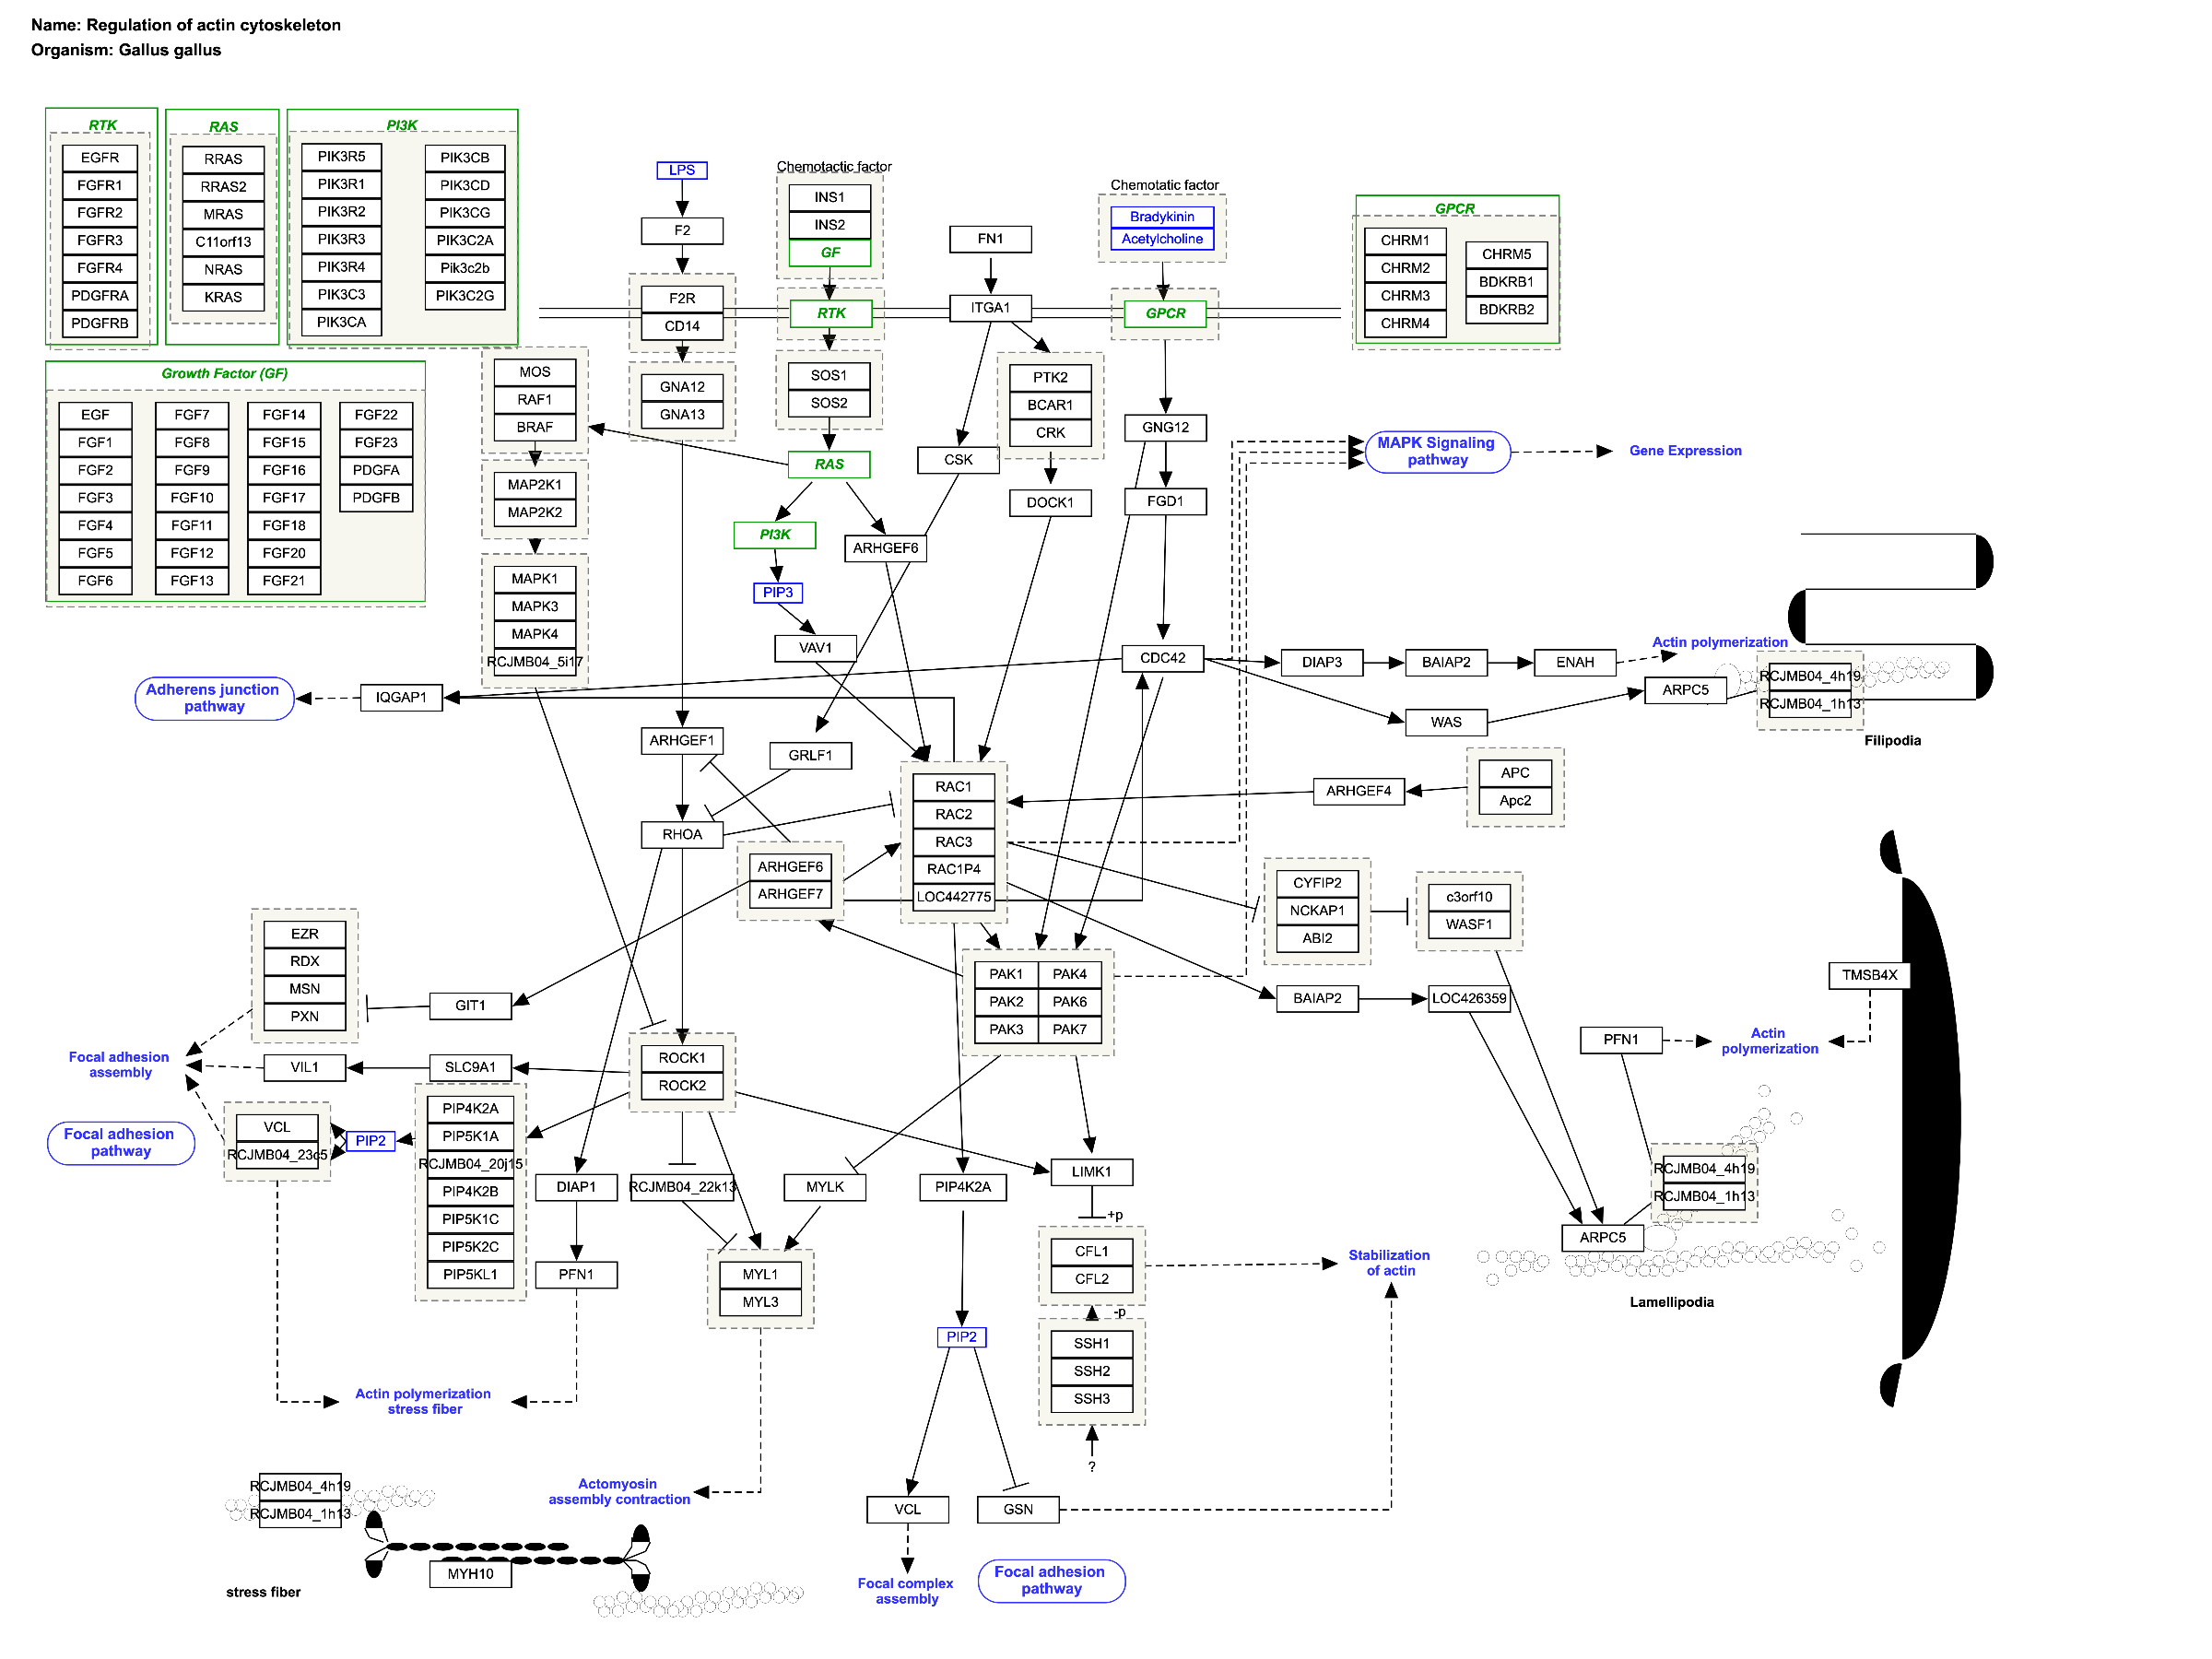 Name: Regulation of actin cytoskeleton
Organism: Gallus gallus
RTK
EGFR
FGFR1
FGFR2
FGFR3
FGFR4
PDGFRA
PDGFRB
RAS
RRAS
RRAS2
MRAS
C11orf13
NRAS
KRAS
PI3K
PIK3R5
PIK3R1
PIK3R2
PIK3R3
PIK3R4
PIK3C3
PIK3CA
PIK3CB
PIK3CD
PIK3CG
PIK3C2A
Pik3c2b
PIK3C2G
Growth Factor (GF)
EGF
FGF1
FGF2
FGF3
FGF4
FGF5
FGF6
FGF7
FGF8
FGF9
FGF10
FGF11
FGF12
FGF13
FGF14
FGF15
FGF16
FGF17
FGF18
FGF20
FGF21
FGF22
FGF23
PDGFA
PDGFB
LPS
F2
F2R
CD14
GNA12
GNA13
Chemotactic factor
INS1
INS2
GF
RTK
SOS1
SOS2
RAS
FN1
ITGA1
Chemotatic factor
Bradykinin
Acetylcholine
GPCR
GPCR
CHRM1
CHRM2
CHRM3
CHRM4
CHRM5
BDKRB1
BDKRB2
MOS
RAF1
BRAF
MAP2K1
MAP2K2
MAPK1
MAPK3
MAPK4
RCJMB04_5i17
PTK2
BCAR1
CRK
CSK
DOCK1
GNG12
FGD1
MAPK Signaling
pathway
Gene Expression
PI3K
ARHGEF6
PIP3
VAV1
CDC42
DIAP3
BAIAP2
ENAH
Actin polymerization
RCJMB04_4h19
RCJMB04_1h13
ARPC5
WAS
Filipodia
Adherens junction
pathway
IQGAP1
ARHGEF1
GRLF1
RHOA
RAC1
RAC2
RAC3
RAC1P4
LOC442775
ARHGEF4
APC
Apc2
ARHGEF6
ARHGEF7
CYFIP2
NCKAP1
ABI2
c3orf10
WASF1
EZR
RDX
MSN
PXN
GIT1
PAK1
PAK2
PAK3
PAK4
PAK6
PAK7
BAIAP2
LOC426359
TMSB4X
PFN1
Actin
polymerization
Focal adhesion
assembly
VIL1
SLC9A1
ROCK1
ROCK2
Focal adhesion
pathway
VCL
RCJMB04_23c5
PIP2
PIP4K2A
PIP5K1A
RCJMB04_20j15
PIP4K2B
PIP5K1C
PIP5K2C
PIP5KL1
DIAP1
RCJMB04_22k13
MYLK
PIP4K2A
LIMK1
+p
PFN1
MYL1
MYL3
CFL1
CFL2
-p
SSH1
SSH2
SSH3
?
Stabilization
of actin
RCJMB04_4h19
RCJMB04_1h13
ARPC5
Lamellipodia
PIP2
Actin polymerization
stress fiber
Actomyosin
assembly contraction
VCL
GSN
Focal complex
assembly
Focal adhesion
pathway
RCJMB04_4h19
RCJMB04_1h13
MYH10
stress fiber